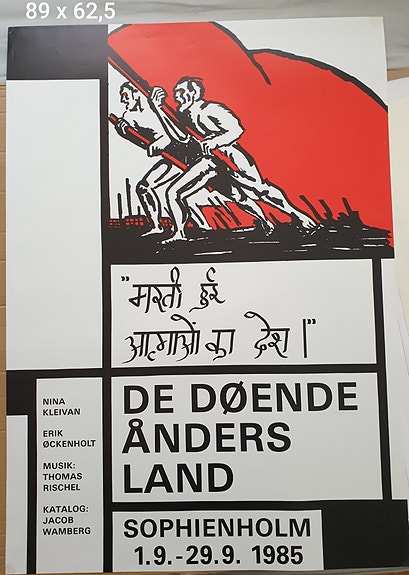 89 x 62,5
"मरती हुई
आत्माओं का देश।"
NINA
KLEIVAN
ERIK
ØCKENHOLT
MUSIK:
THOMAS
RISCHEL
KATALOG:
JACOB
WAMBERG
DE DØENDE
ÅNDERS
LAND
SOPHIENHOLM
1.9.-29.9. 1985